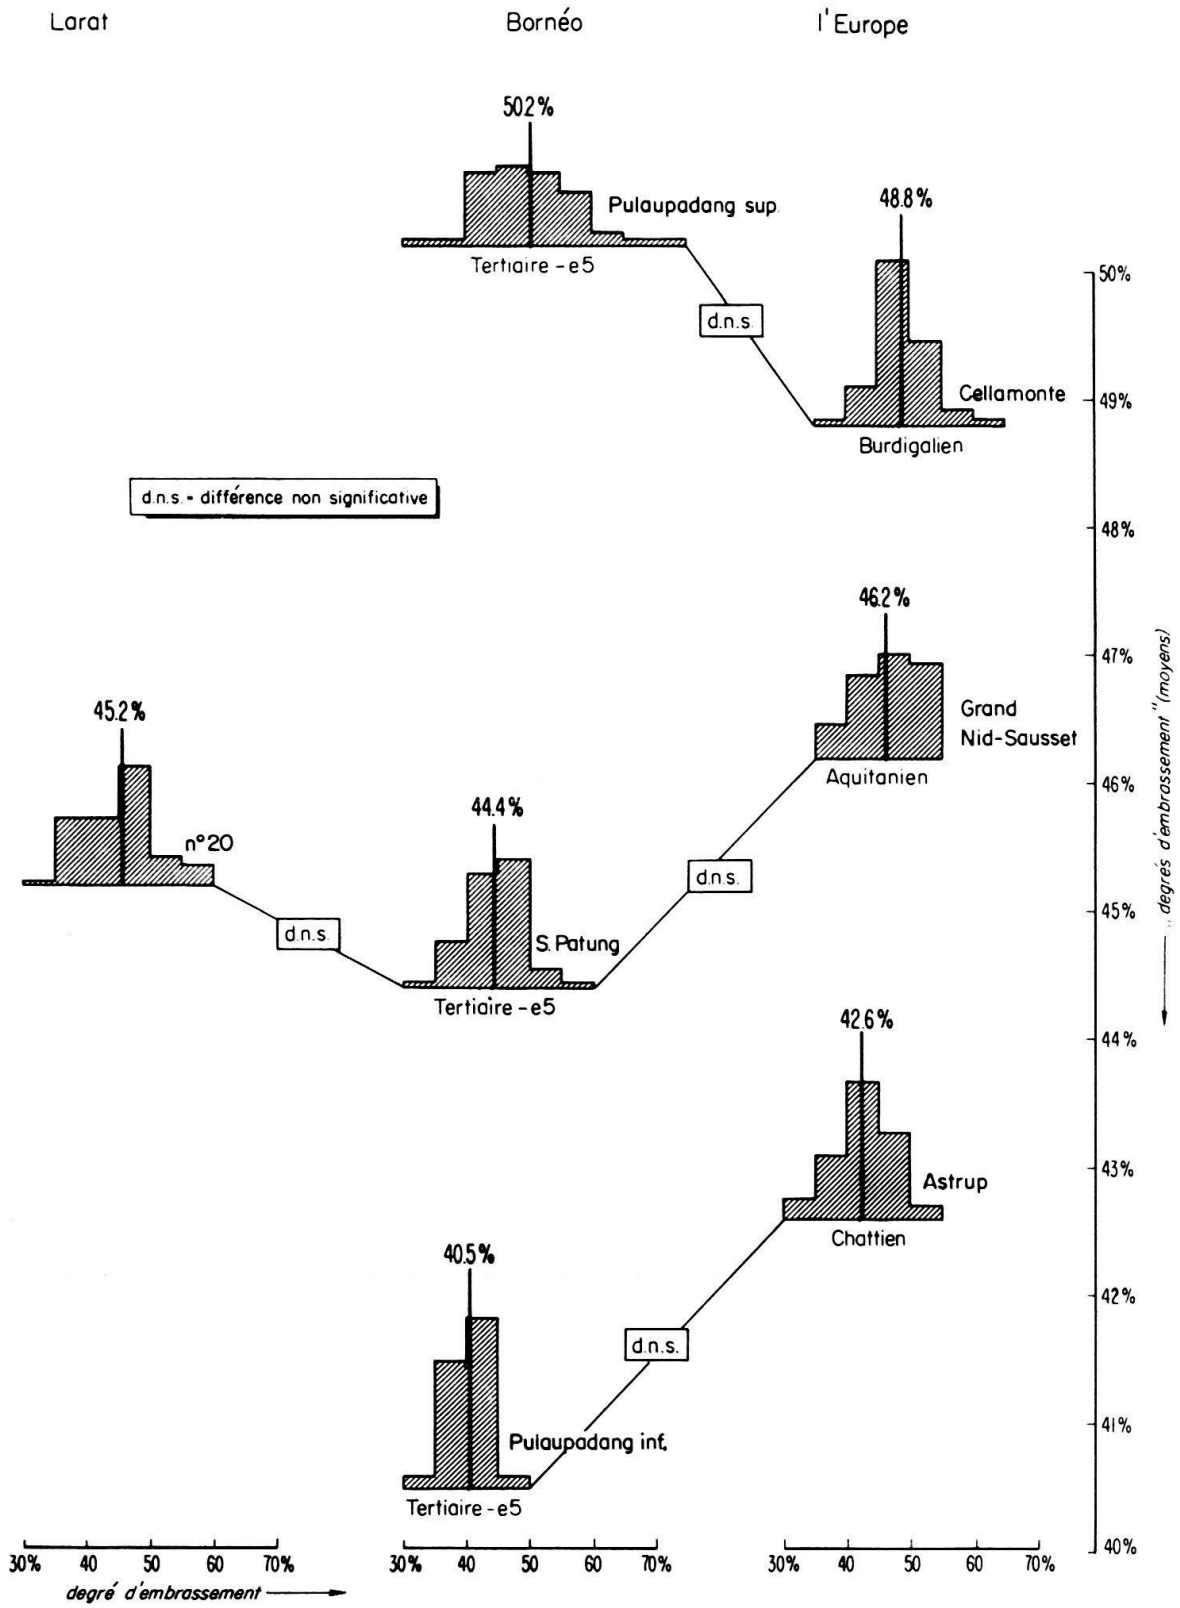 Larat
Bornéo
l'Europe
502%
Pulaupadang sup.
Tertiaire - e5
d.n.s.
48.8%
Cellamonte
Burdigalien
d.n.s. - différence non significative
46.2%
Grand
Nid-Sausset
Aquitanien
45.2%
n° 20
d.n.s.
44.4%
S. Patung
Tertiaire - e5
d.n.s.
42.6%
Astrup
Chattien
40.5%
Pulaupadang inf.
Tertiaire - e5
d.n.s.
50%
49%
48%
47%
46%
45%
44%
43%
42%
41%
40%
„degrés d'embrassement" (moyens)
30% 40 50 60 70%
30% 40 50 60 70%
30% 40 50 60 70%
degré d'embrassement